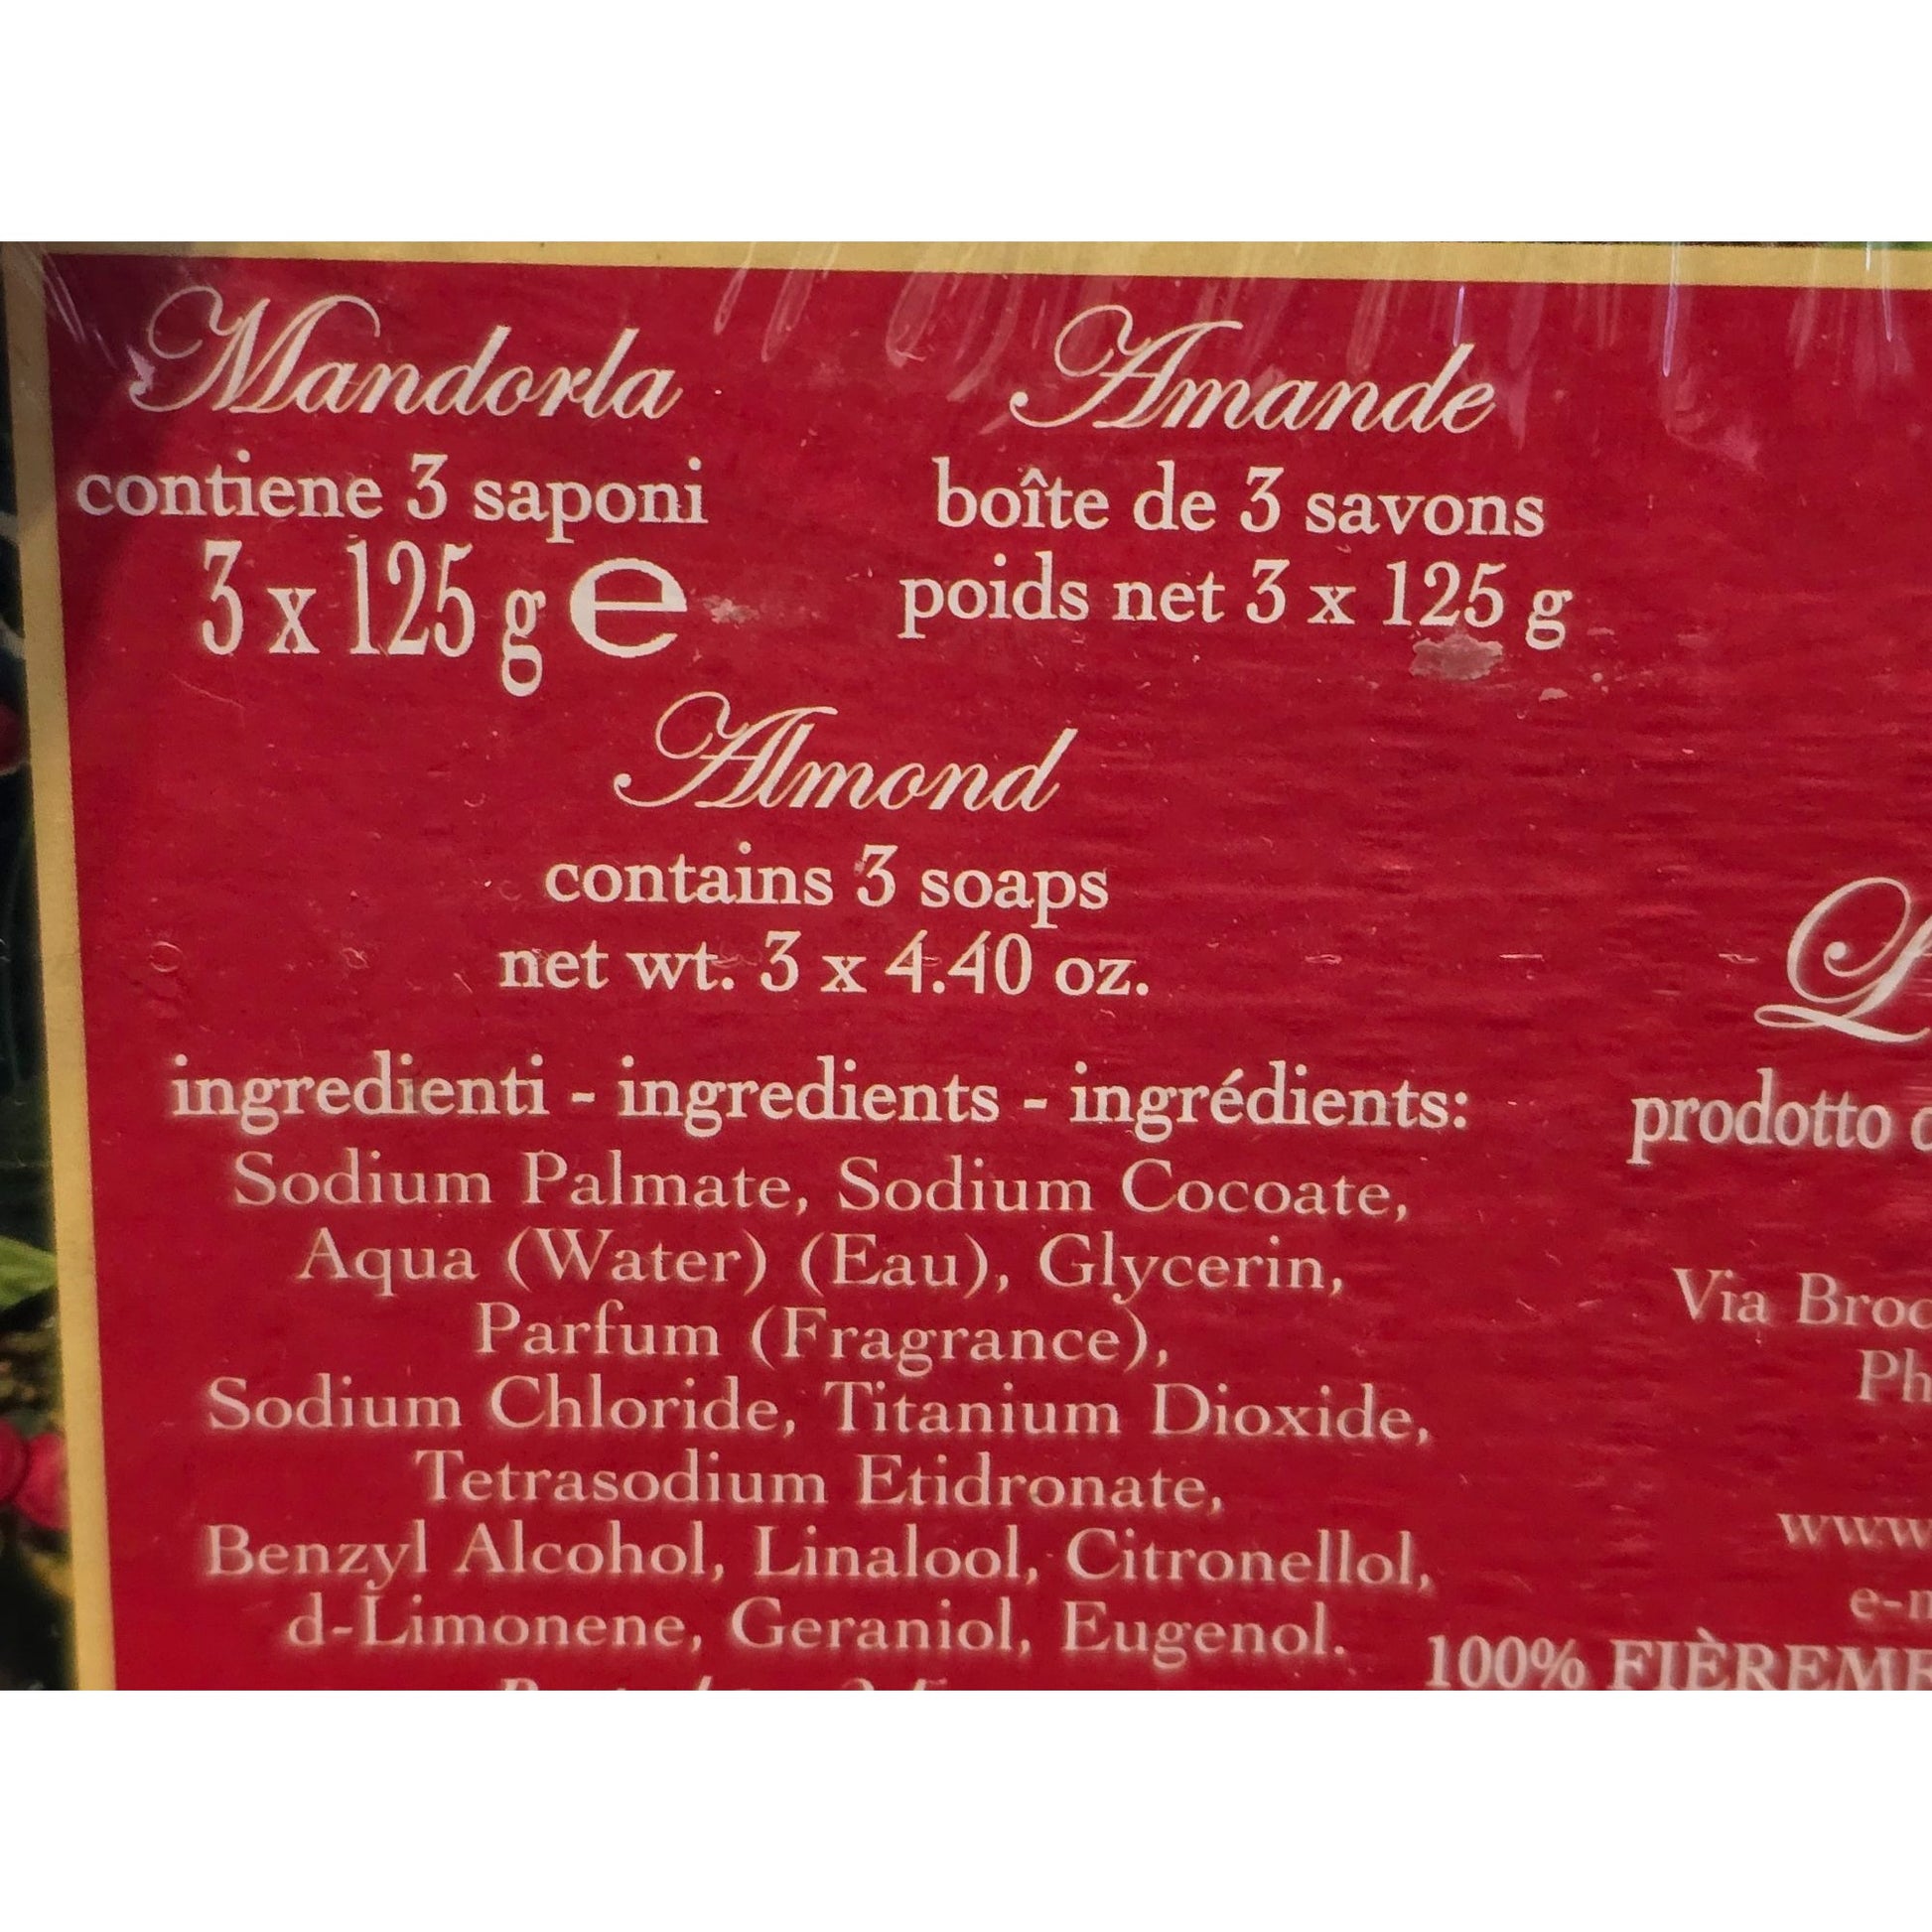 Mandorla
contiene 3 saponi
3 x 125 g e
Amande
boîte de 3 savons
poids net 3 x 125 g
Almond
contains 3 soaps
net wt. 3 x 4.40 oz.
ingredienti - ingredients - ingrédients:
Sodium Palmate, Sodium Cocoate,
Aqua (Water) (Eau), Glycerin,
Parfum (Fragrance),
Sodium Chloride, Titanium Dioxide,
Tetrasodium Etidronate,
Benzyl Alcohol, Linalool, Citronellol,
d-Limonene, Geraniol, Eugenol.
prodotto
Via
100%